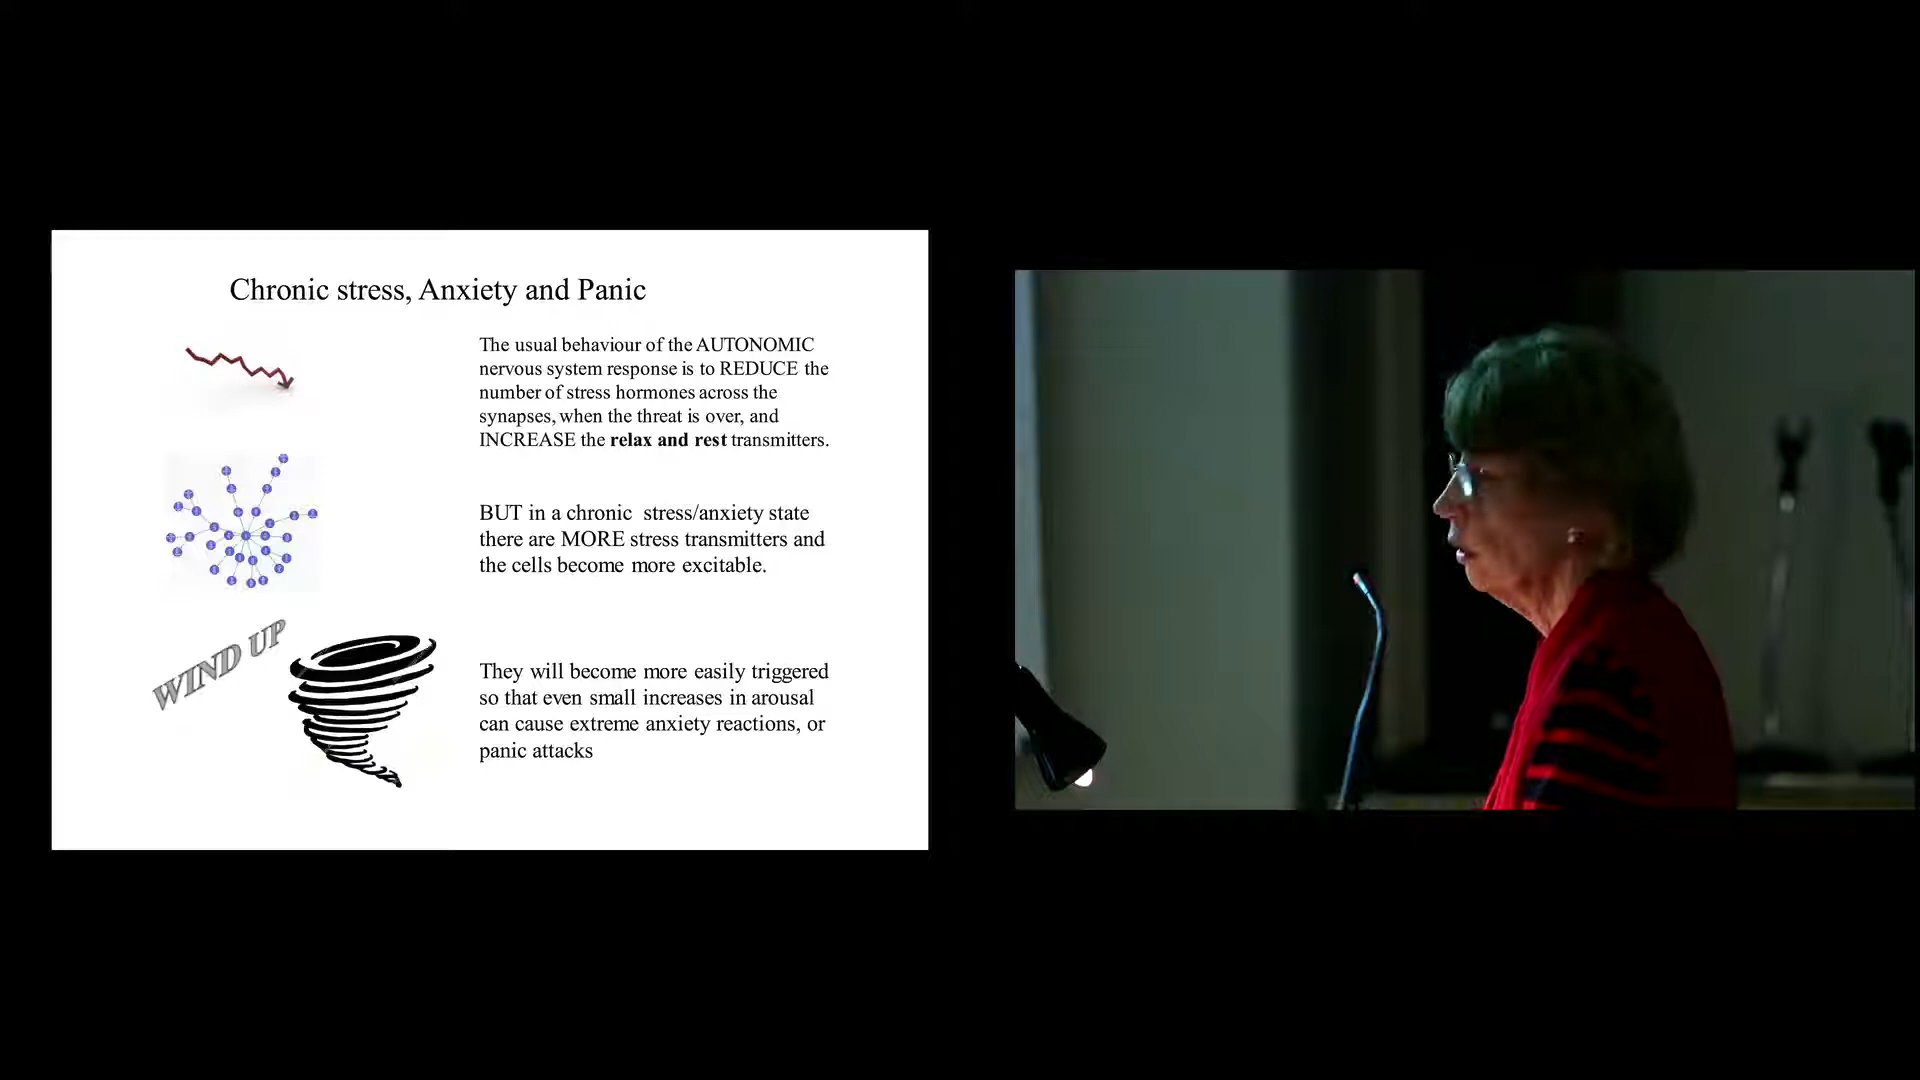 Chronic stress, Anxiety and Panic
The usual behaviour of the AUTONOMIC
nervous system response is to REDUCE the
number of stress hormones across the
synapses, when the threat is over, and
INCREASE the relax and rest transmitters.
BUT in a chronic stress/anxiety state
there are MORE stress transmitters and
the cells become more excitable.
WIND UP
They will become more easily triggered
so that even small increases in arousal
can cause extreme anxiety reactions, or
panic attacks